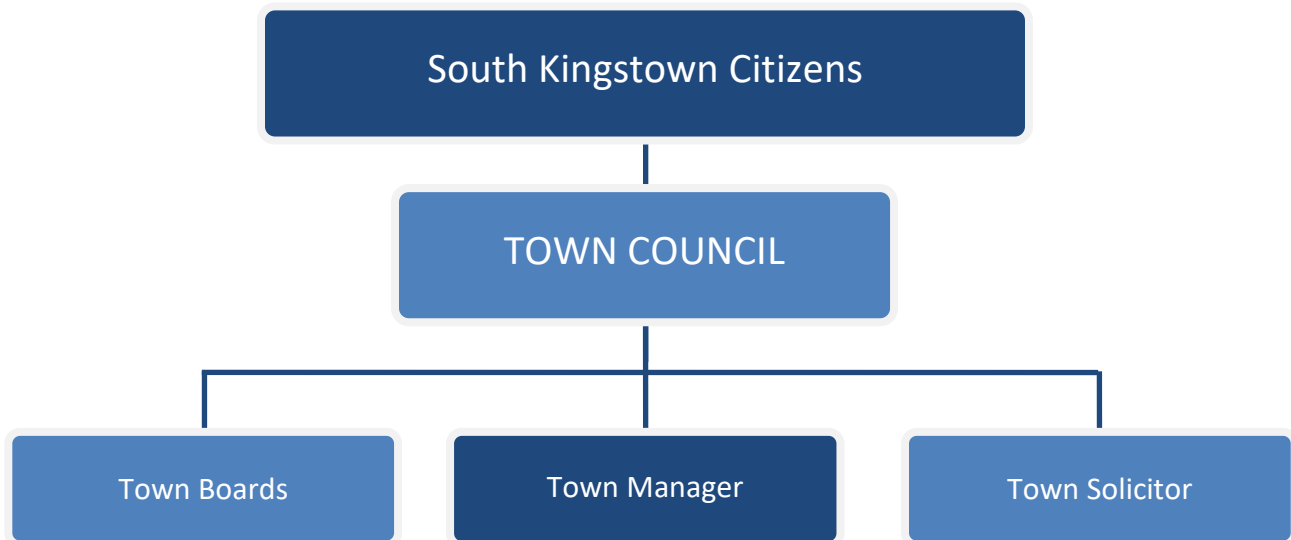 South Kingstown Citizens
TOWN COUNCIL
Town Boards
Town Manager
Town Solicitor